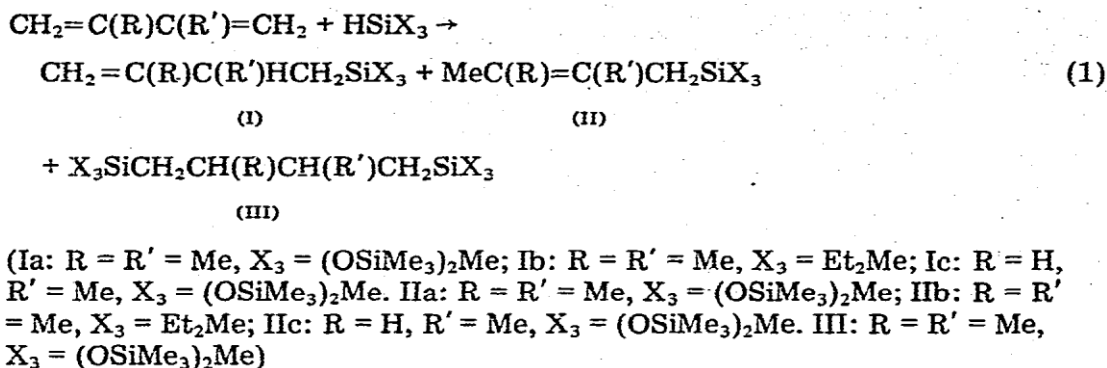 CH₂=C(R)C(R′)=CH₂ + HSiX₃ →
CH₂=C(R)C(R′)HCH₂SiX₃ + MeC(R)=C(R′)CH₂SiX₃ (1)
(I) (II)
+ X₃SiCH₂CH(R)CH(R′)CH₂SiX₃
(III)
(Ia: R = R′ = Me, X₃ = (OSiMe₃)₂Me; Ib: R = R′ = Me, X₃ = Et₂Me; Ic: R = H,
R′ = Me, X₃ = (OSiMe₃)₂Me. IIa: R = R′ = Me, X₃ = (OSiMe₃)₂Me; IIb: R = R′
= Me, X₃ = Et₂Me; IIc: R = H, R′ = Me, X₃ = (OSiMe₃)₂Me. III: R = R′ = Me,
X₃ = (OSiMe₃)₂Me)